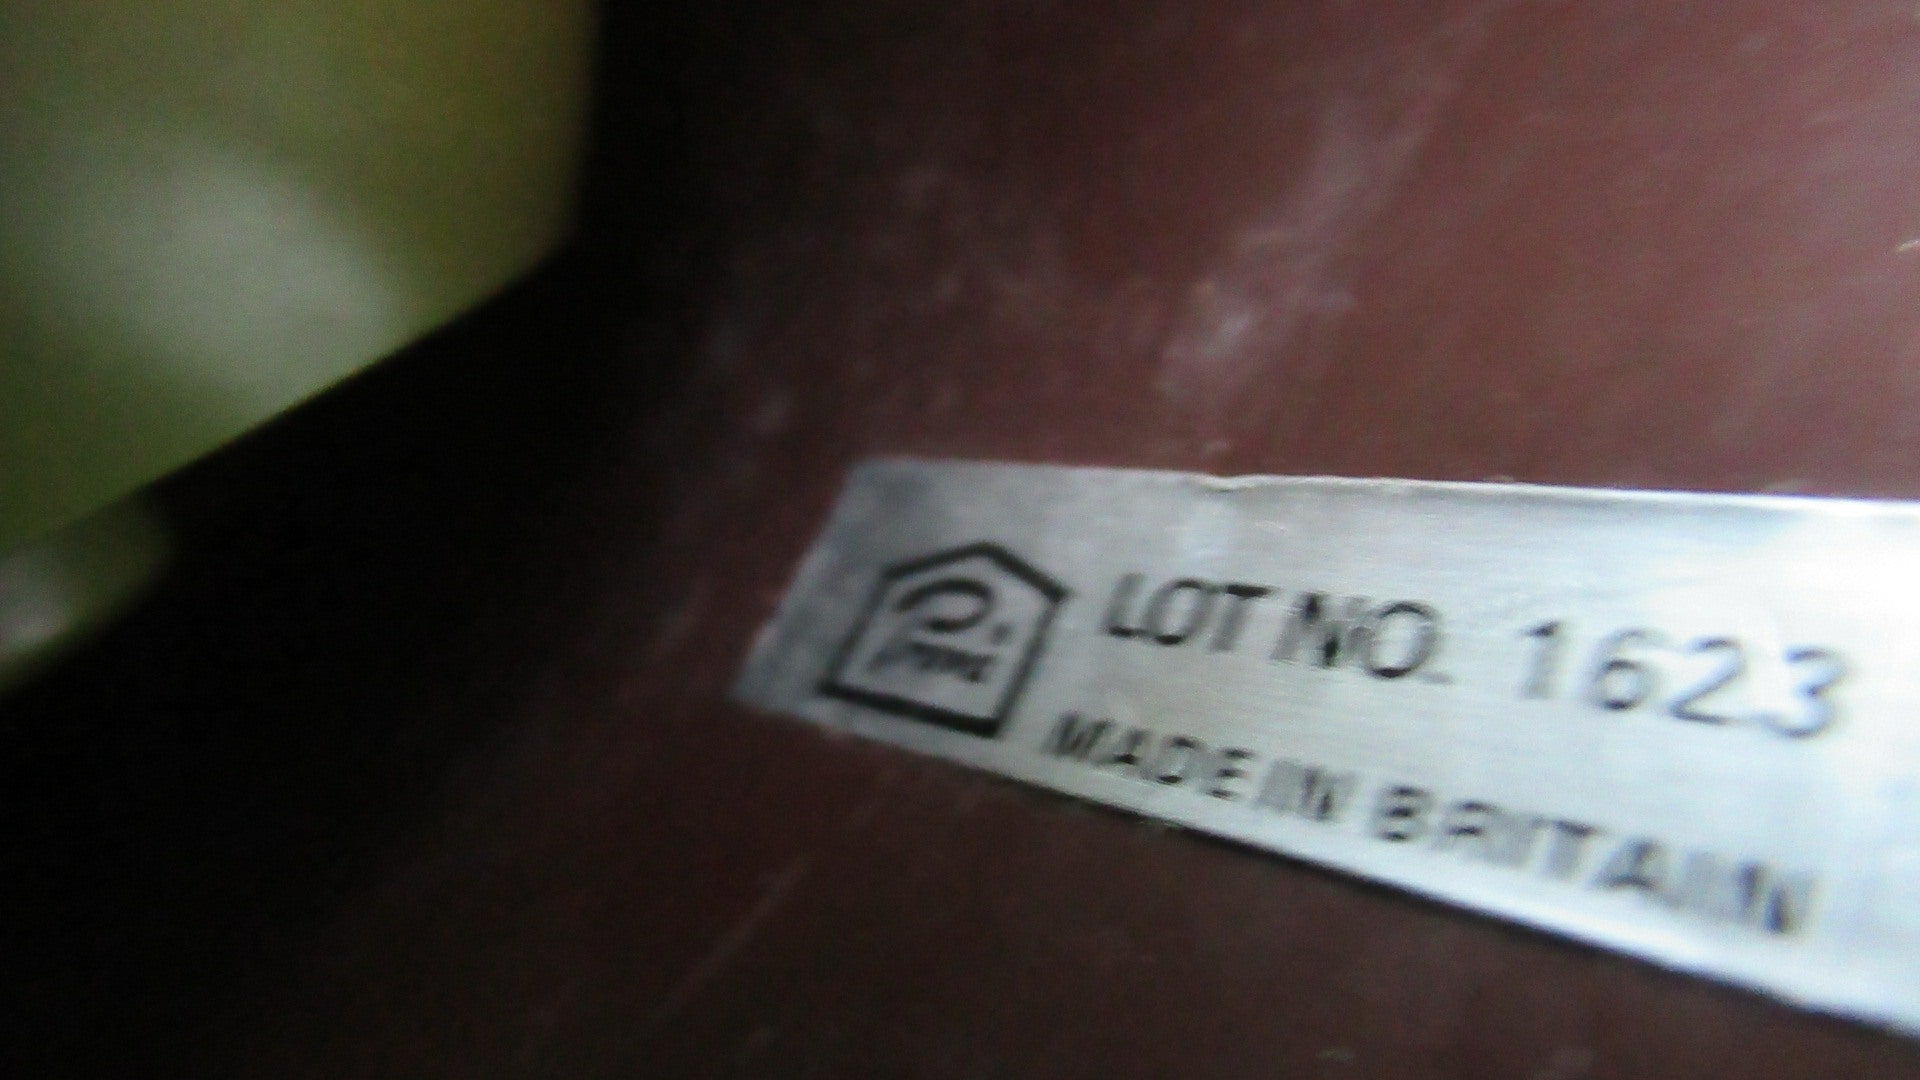 LOT NO. 1623
MADE IN BRITAIN